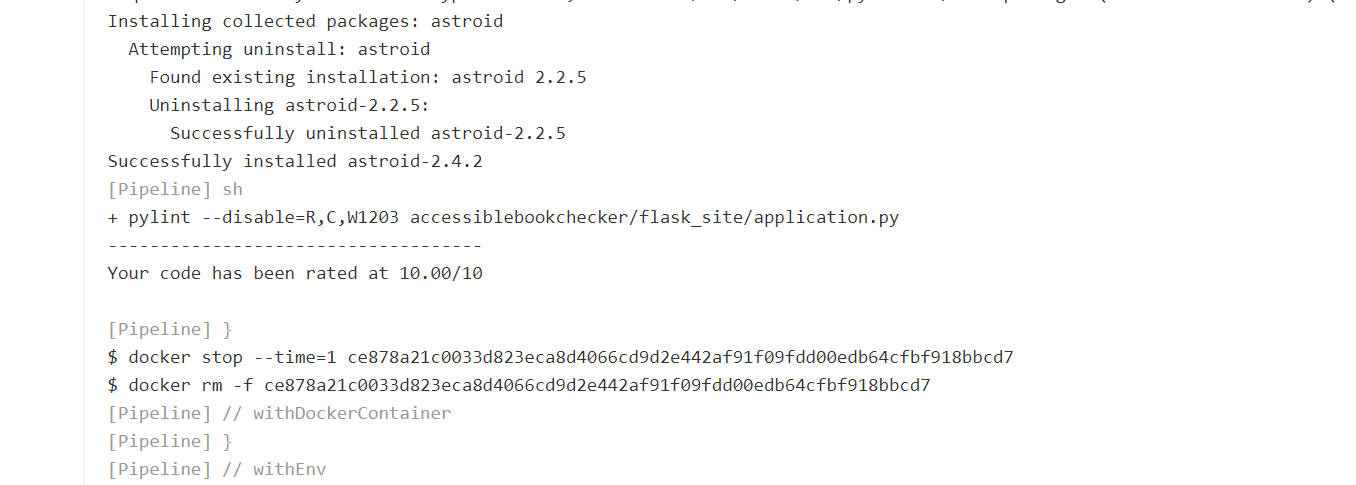 Installing collected packages: astroid
Attempting uninstall: astroid
Found existing installation: astroid 2.2.5
Uninstalling astroid-2.2.5:
Successfully uninstalled astroid-2.2.5
Successfully installed astroid-2.4.2
[Pipeline] sh
+ pylint --disable=R,C,W1203 accessiblebookchecker/flask_site/application.py
------------------------------------
Your code has been rated at 10.00/10
[Pipeline] }
$ docker stop --time=1 ce878a21c0033d823eca8d4066cd9d2e442af91f09fdd00edb64cfbf918bbcd7
$ docker rm -f ce878a21c0033d823eca8d4066cd9d2e442af91f09fdd00edb64cfbf918bbcd7
[Pipeline] // withDockerContainer
[Pipeline] }
[Pipeline] // withEnv